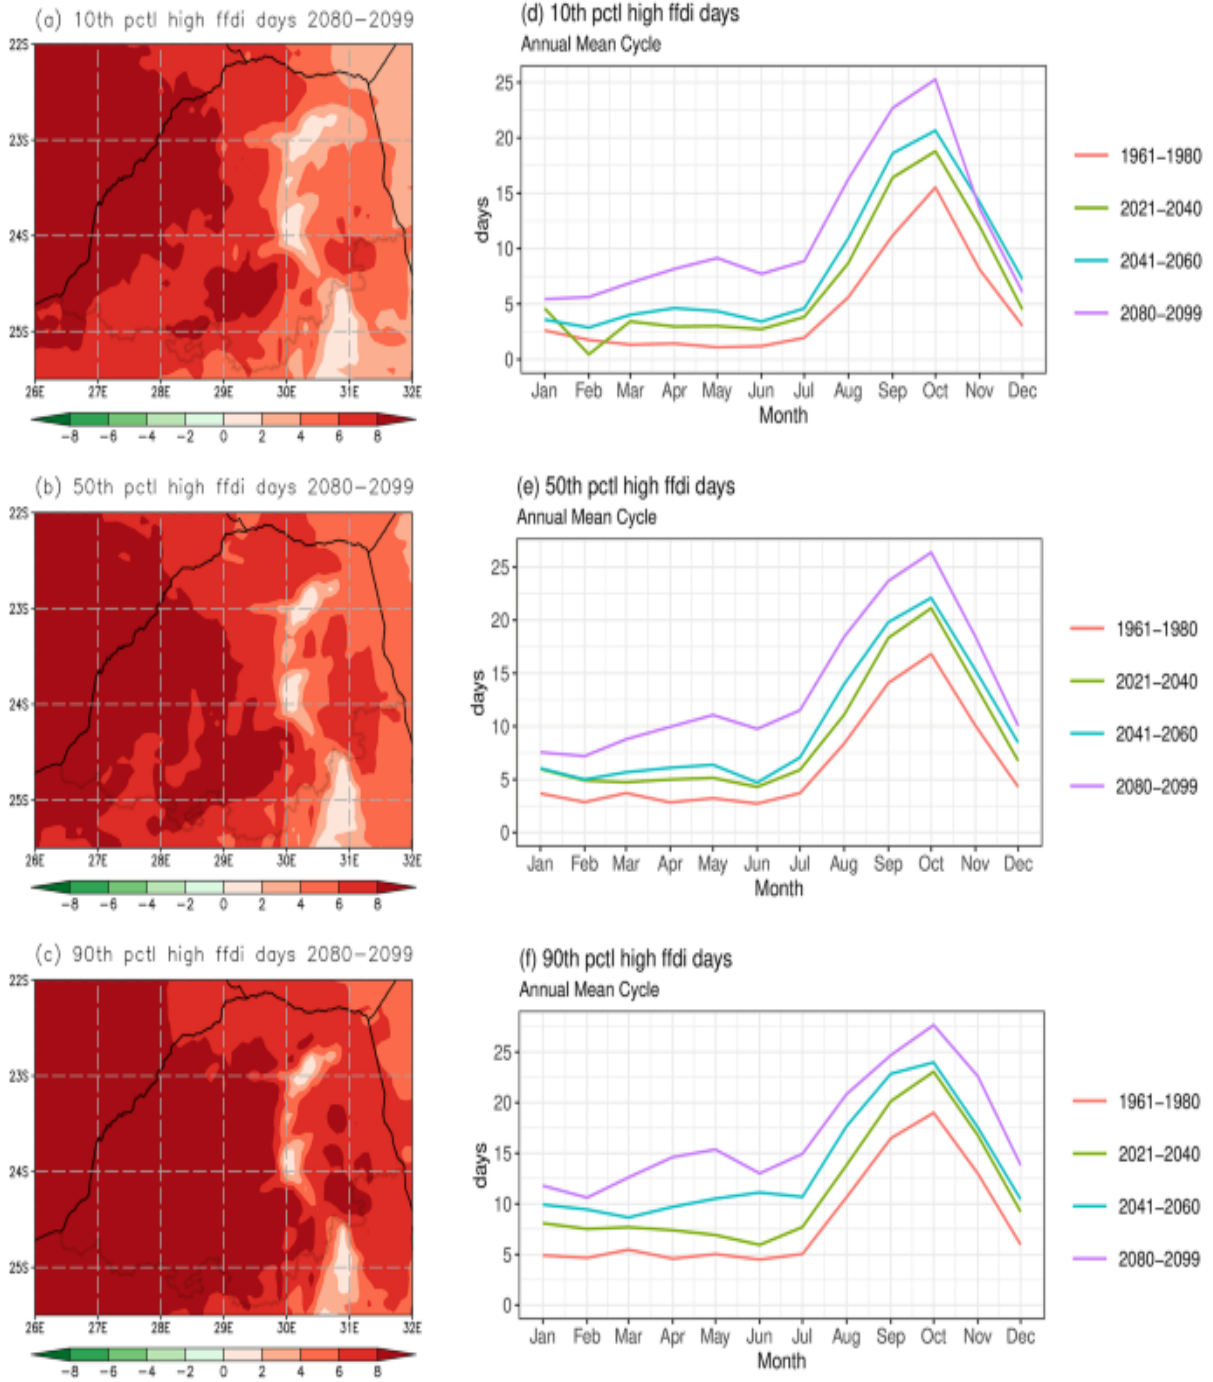 (a) 10th pctl high ffdi days 2080-2099
22S
23S
24S
25S
26E 27E 28E 29E 30E 31E 32E
-8 -6 -4 -2 0 2 4 6 8
(d) 10th pctl high ffdi days
Annual Mean Cycle
25
20
15
10
5
0
days
Jan Feb Mar Apr May Jun Jul Aug Sep Oct Nov Dec
Month
1961-1980
2021-2040
2041-2060
2080-2099
(b) 50th pctl high ffdi days 2080-2099
22S
23S
24S
25S
26E 27E 28E 29E 30E 31E 32E
-8 -6 -4 -2 0 2 4 6 8
(e) 50th pctl high ffdi days
Annual Mean Cycle
25
20
15
10
5
0
days
Jan Feb Mar Apr May Jun Jul Aug Sep Oct Nov Dec
Month
1961-1980
2021-2040
2041-2060
2080-2099
(c) 90th pctl high ffdi days 2080-2099
22S
23S
24S
25S
26E 27E 28E 29E 30E 31E 32E
-8 -6 -4 -2 0 2 4 6 8
(f) 90th pctl high ffdi days
Annual Mean Cycle
25
20
15
10
5
0
days
Jan Feb Mar Apr May Jun Jul Aug Sep Oct Nov Dec
Month
1961-1980
2021-2040
2041-2060
2080-2099